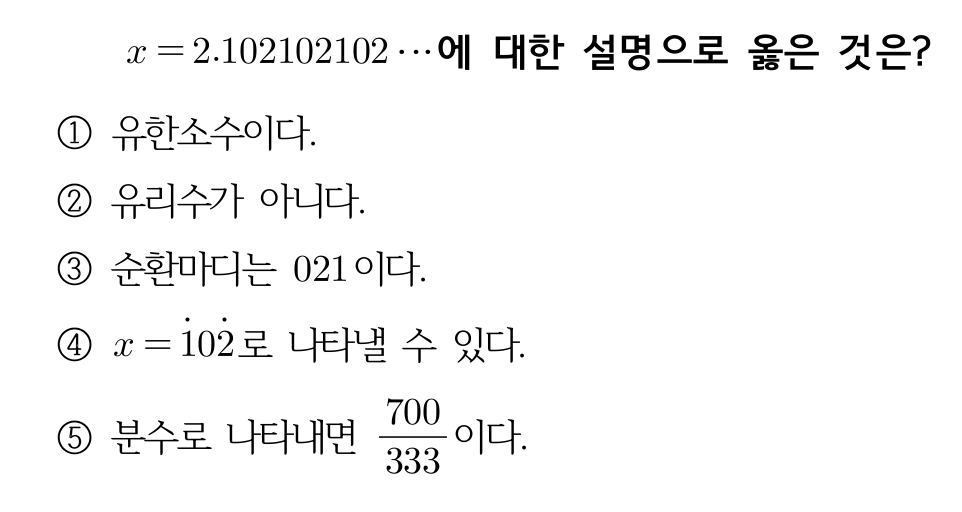 x = 2.102102102 ⋯에 대한 설명으로 옳은 것은?
① 유한소수이다.
② 유리수가 아니다.
③ 순환마디는 021이다.
④ x = 1̇02̇로 나타낼 수 있다.
⑤ 분수로 나타내면 700/333이다.